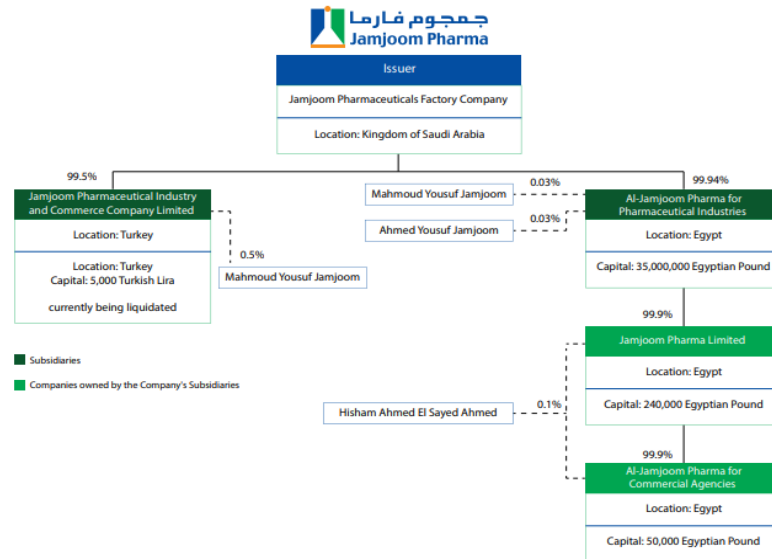 جمجوم فارما
Jamjoom Pharma
Issuer
Jamjoom Pharmaceuticals Factory Company
Location: Kingdom of Saudi Arabia
99.5%
Jamjoom Pharmaceutical Industry
and Commerce Company Limited
Location: Turkey
Location: Turkey
Capital: 5,000 Turkish Lira
currently being liquidated
0.5%
Mahmoud Yousuf Jamjoom
Mahmoud Yousuf Jamjoom
0.03%
Ahmed Yousuf Jamjoom
0.03%
99.94%
Al-Jamjoom Pharma for
Pharmaceutical Industries
Location: Egypt
Capital: 35,000,000 Egyptian Pound
99.9%
Jamjoom Pharma Limited
Location: Egypt
Capital: 240,000 Egyptian Pound
Hisham Ahmed El Sayed Ahmed
0.1%
99.9%
Al-Jamjoom Pharma for
Commercial Agencies
Location: Egypt
Capital: 50,000 Egyptian Pound
Subsidiaries
Companies owned by the Company's Subsidiaries